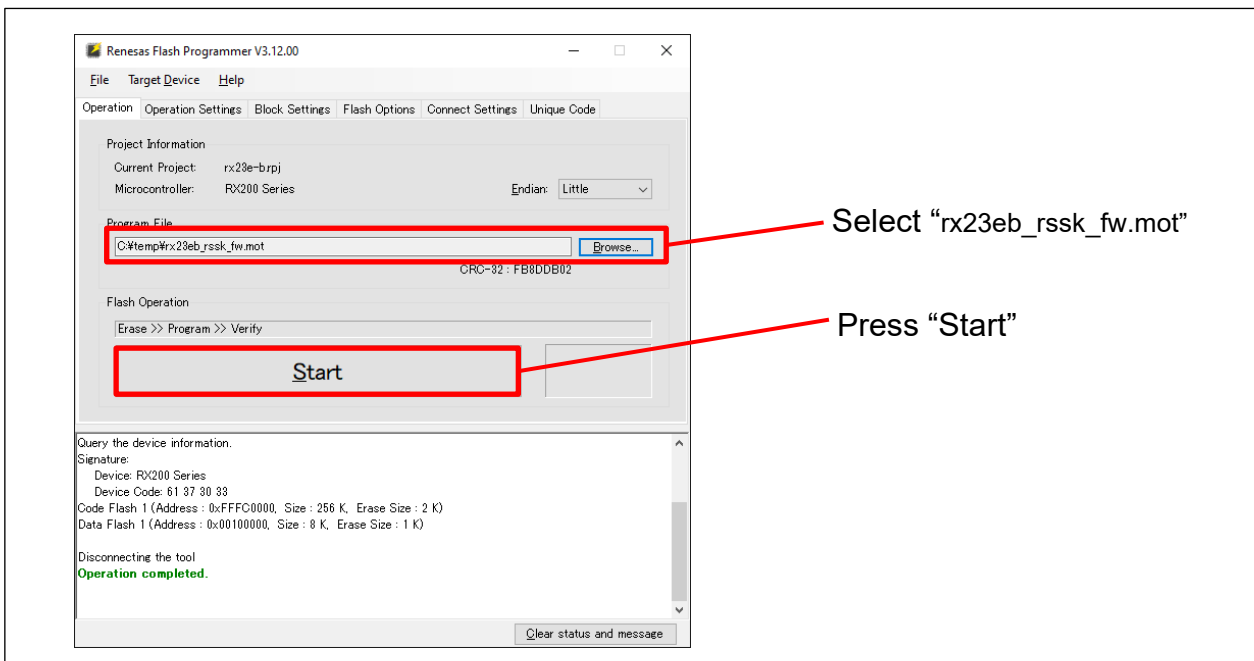 Renesas Flash Programmer V3.12.00
File Target Device Help
Operation Operation Settings Block Settings Flash Options Connect Settings Unique Code
Project Information
Current Project: rx23e-b.rpj
Microcontroller: RX200 Series Endian: Little
Program File
C:¥temp¥rx23eb_rssk_fw.mot Browse...
CRC-32 : FB8DDB02
Select “rx23eb_rssk_fw.mot”
Flash Operation
Erase >> Program >> Verify
Start
Press “Start”
Query the device information.
Signature:
Device: RX200 Series
Device Code: 61 37 30 33
Code Flash 1 (Address : 0xFFFC0000, Size : 256 K, Erase Size : 2 K)
Data Flash 1 (Address : 0x00100000, Size : 8 K, Erase Size : 1 K)
Disconnecting the tool
Operation completed.
Clear status and message